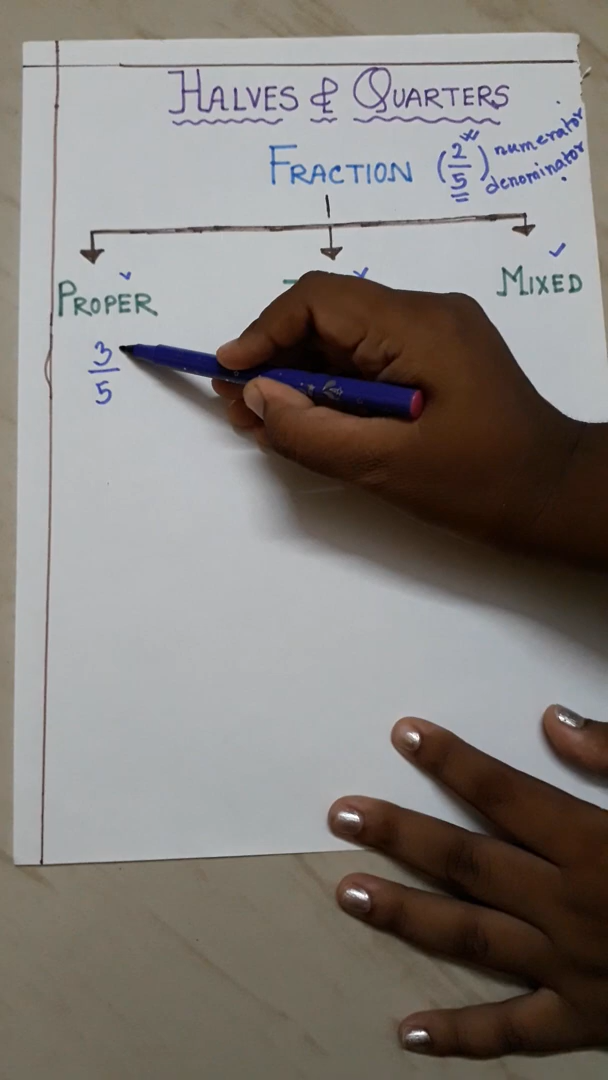 HALVES & QUARTERS
FRACTION (2/5) numerator
denominator
PROPER
MIXED
3
5